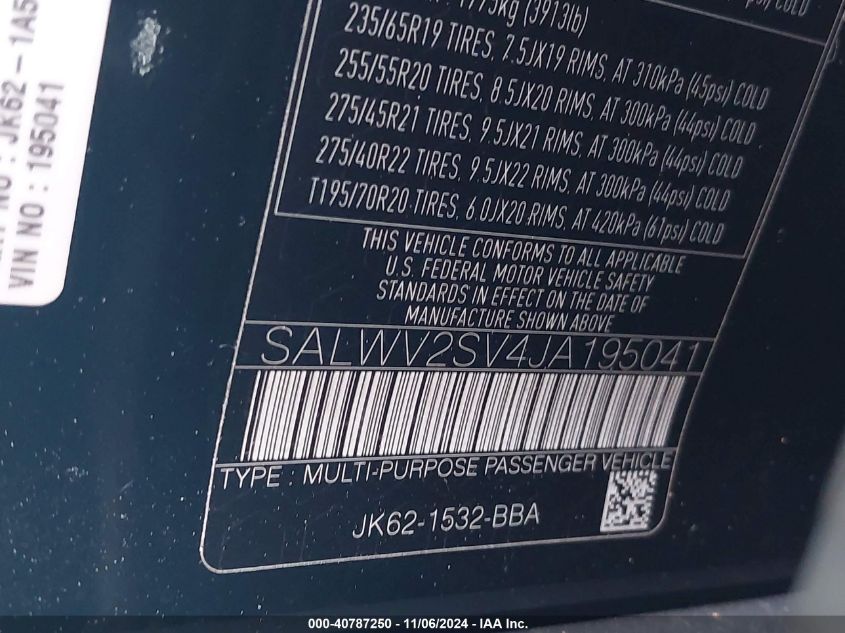 (3913lb)
235/65R19 TIRES, 7.5JX19 RIMS, AT 310kPa (45psi) COLD
255/55R20 TIRES, 8.5JX20 RIMS, AT 300kPa (44psi) COLD
275/45R21 TIRES, 9.5JX21 RIMS, AT 300kPa (44psi) COLD
275/40R22 TIRES, 9.5JX22 RIMS, AT 300kPa (44psi) COLD
T195/70R20 TIRES, 6.0JX20 RIMS, AT 420kPa (61psi) COLD
THIS VEHICLE CONFORMS TO ALL APPLICABLE
U.S. FEDERAL MOTOR VEHICLE SAFETY
STANDARDS IN EFFECT ON THE DATE OF
MANUFACTURE SHOWN ABOVE
SALWV2SV4JA195041
TYPE : MULTI-PURPOSE PASSENGER VEHICLE
JK62-1532-BBA
NO : JK62-1A5
VIN NO : 195041
000-40787250 - 11/06/2024 - IAA Inc.